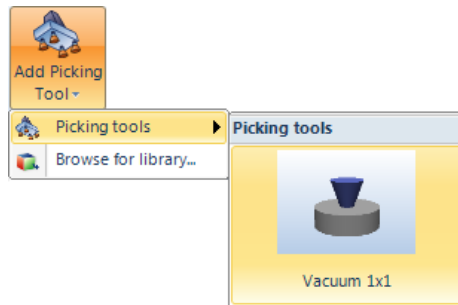 Add Picking
Tool
Picking tools
Picking tools
Browse for library...
Vacuum 1x1